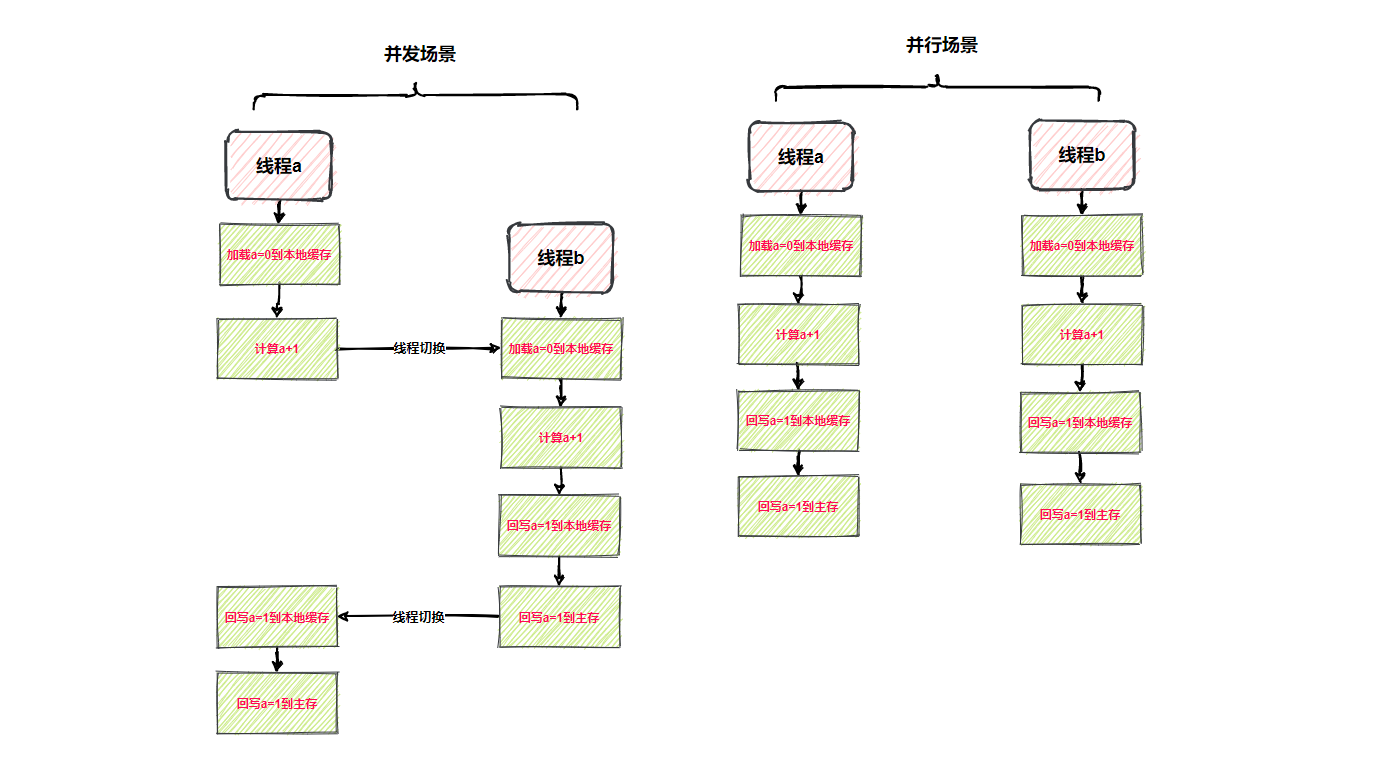 并发场景
线程a
加载a=0到本地缓存
计算a+1
线程切换
线程b
加载a=0到本地缓存
计算a+1
回写a=1到本地缓存
回写a=1到主存
线程切换
回写a=1到本地缓存
回写a=1到主存
并行场景
线程a
加载a=0到本地缓存
计算a+1
回写a=1到本地缓存
回写a=1到主存
线程b
加载a=0到本地缓存
计算a+1
回写a=1到本地缓存
回写a=1到主存